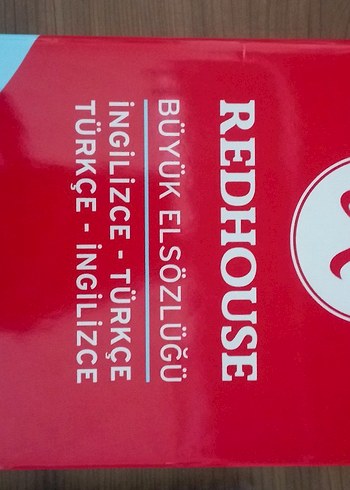 REDHOUSE
BÜYÜK ELSÖZLÜĞÜ
İNGİLİZCE - TÜRKÇE
TÜRKÇE - İNGİLİZCE